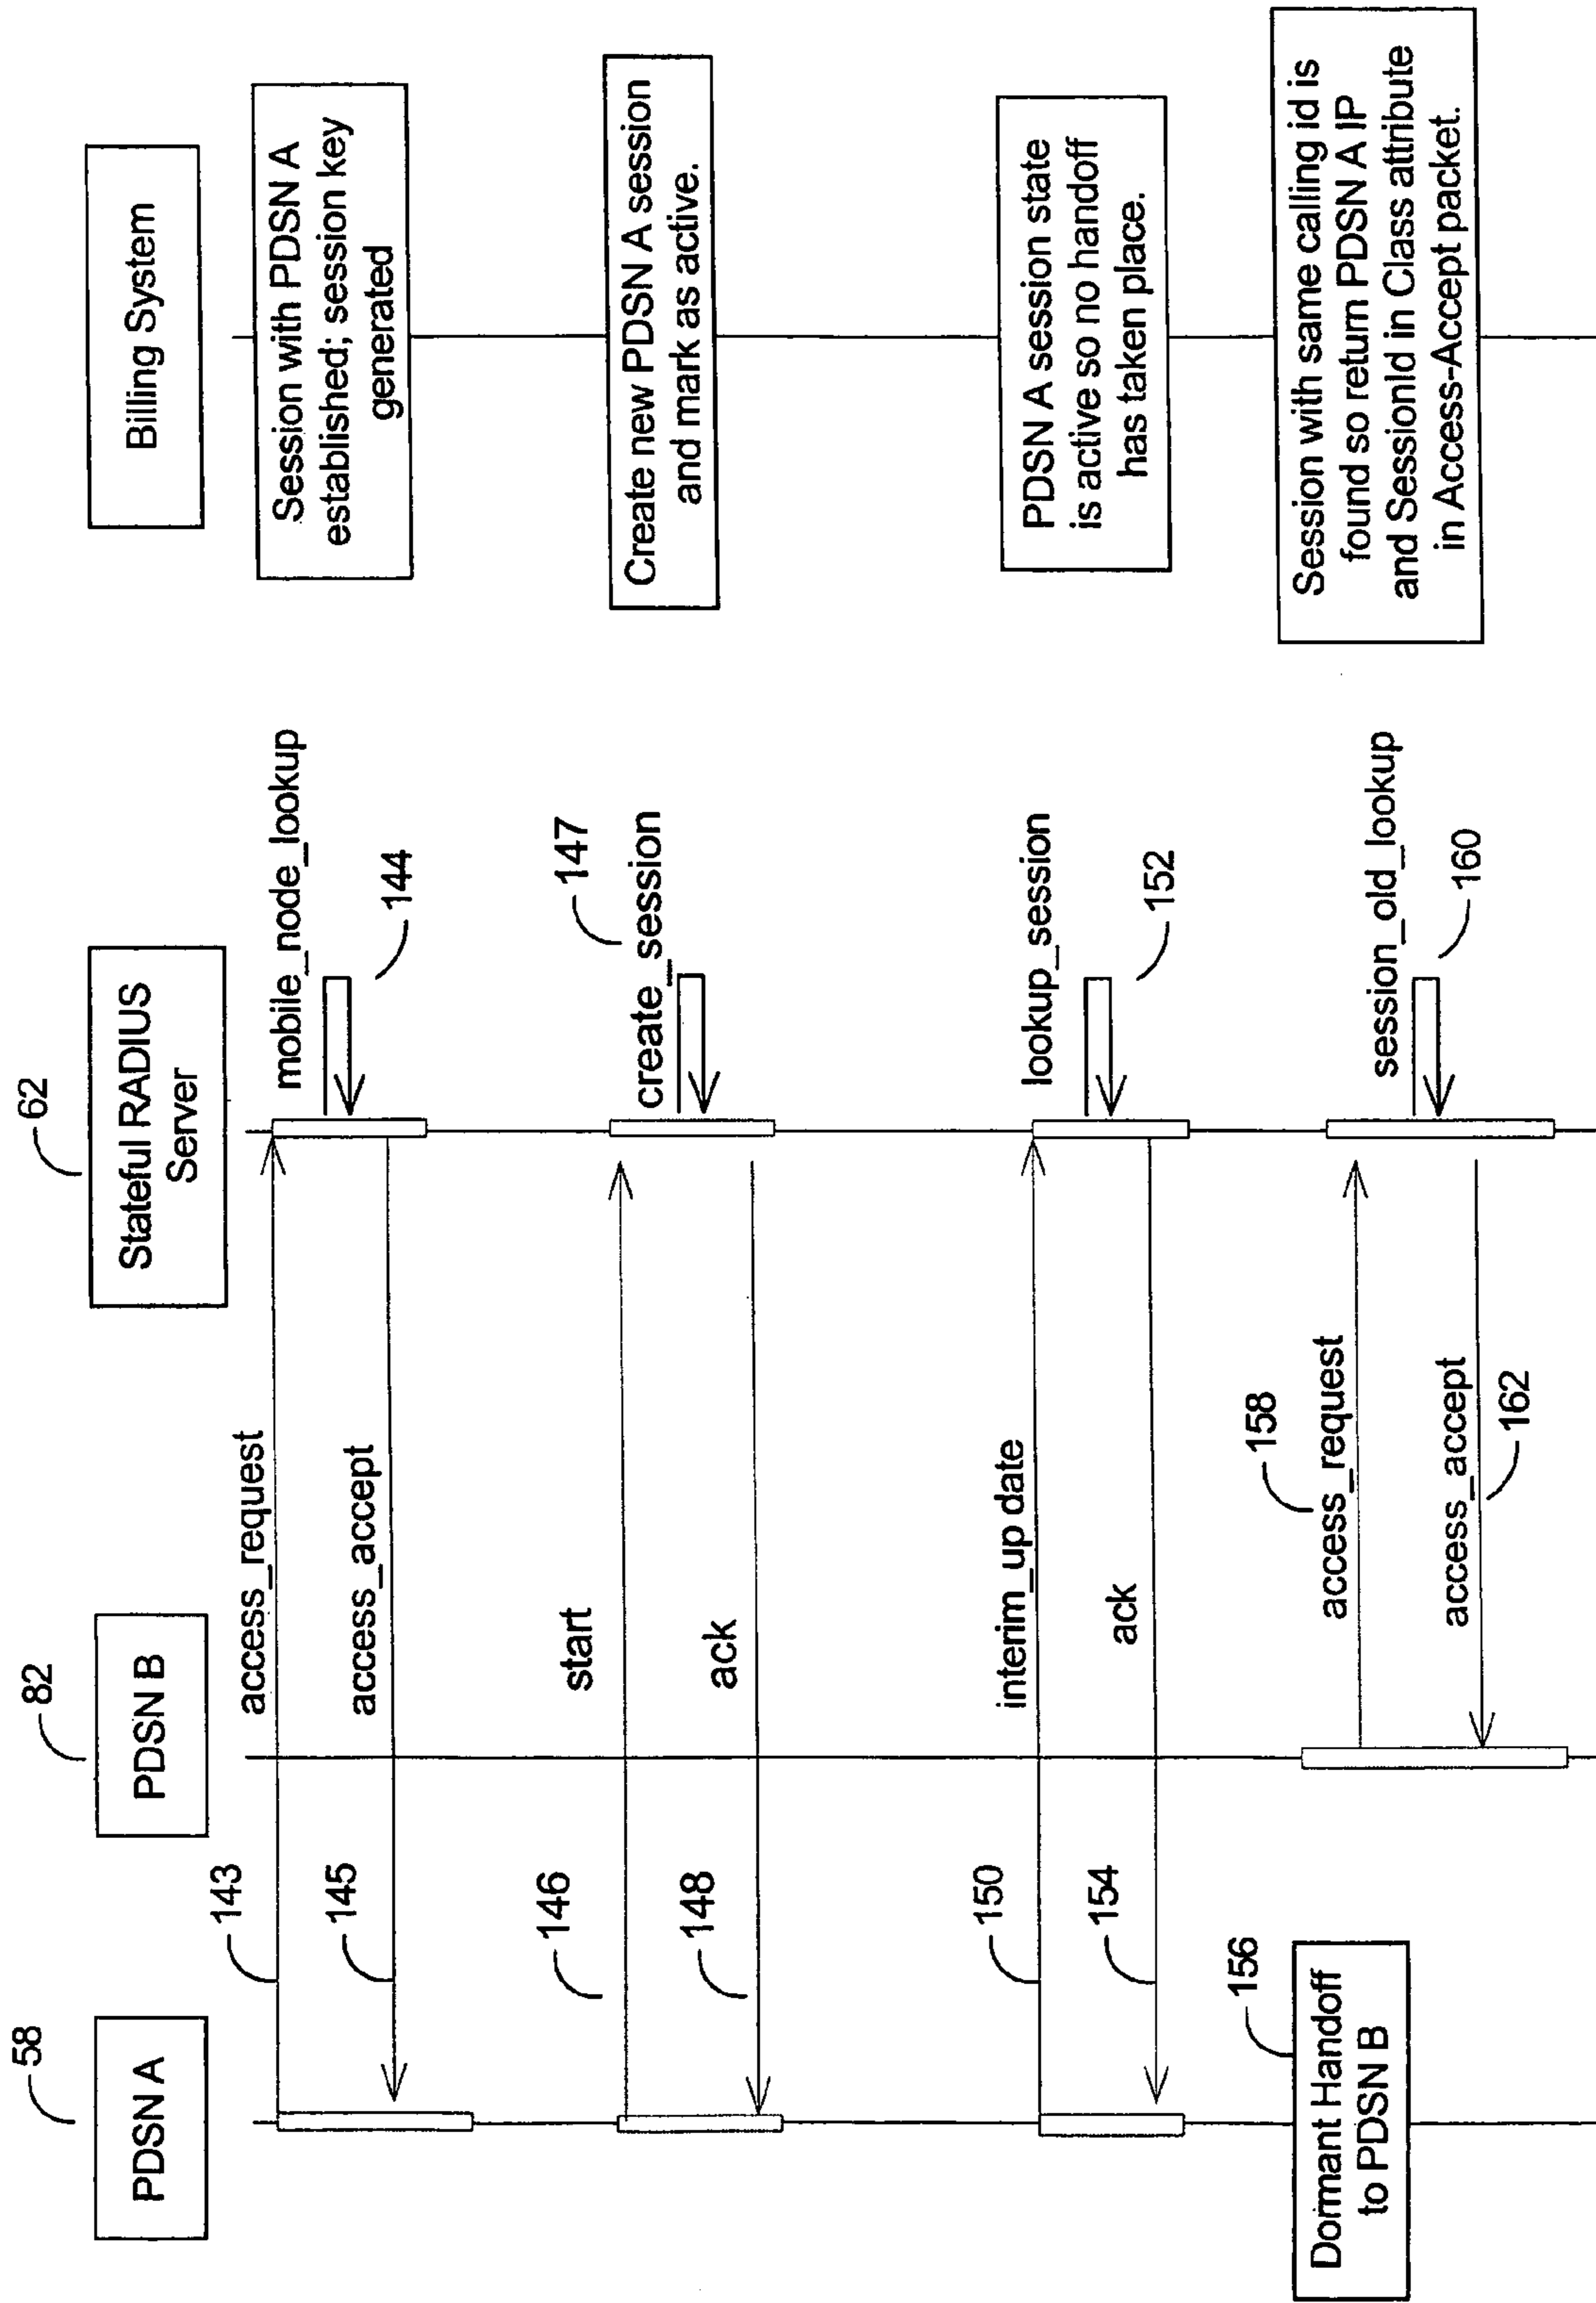 58
PDSN A
82
PDSN B
62
Stateful RADIUS
Server
Billing System
143
access_request
mobile_node_lookup
144
Session with PDSN A
established; session key
generated
145
access_accept
146
start
147
create_session
Create new PDSN A session
and mark as active.
148
ack
150
interim_up date
lookup_session
152
PDSN A session state
is active so no handoff
has taken place.
154
ack
156
Dormant Handoff
to PDSN B
158
access_request
session_old_lookup
160
Session with same calling id is
found so return PDSN A IP
and SessionId in Class attribute
in Access-Accept packet.
access_accept
162